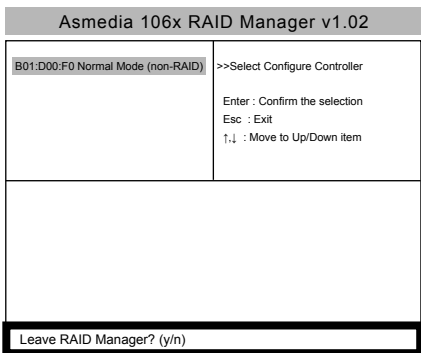 Asmedia 106x RAID Manager v1.02
B01:D00:F0 Normal Mode (non-RAID)
>>Select Configure Controller
Enter : Confirm the selection
Esc : Exit
↑,↓ : Move to Up/Down item
Leave RAID Manager? (y/n)